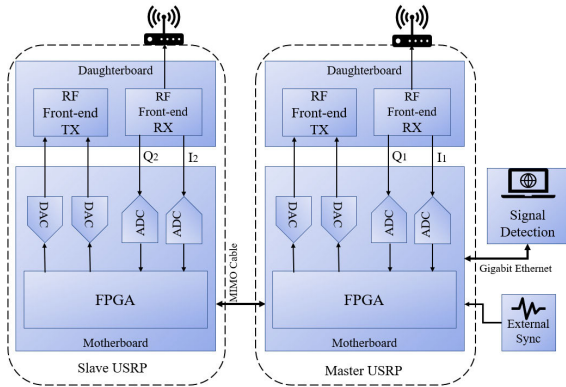 Daughterboard
RF
Front-end
TX
RF
Front-end
RX
Q2
I2
DAC
DAC
ADC
ADC
FPGA
Motherboard
Slave USRP
MIMO Cable
Daughterboard
RF
Front-end
TX
RF
Front-end
RX
Q1
I1
DAC
DAC
ADC
ADC
FPGA
Motherboard
Master USRP
Signal
Detection
Gigabit Ethernet
External
Sync